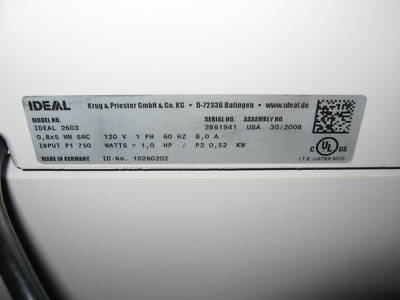 IDEAL Krug & Priester GmbH & Co. KG • D-72336 Balingen • www.ideal.de
MODEL NO. SERIAL NO. ASSEMBLY NO.
IDEAL 2603 2861941 USA 30/2008
0,8x5 MM SMC 120 V 1 PH 60 HZ 8,0 A
INPUT P1 750 WATTS = 1,0 HP / P2 0,52 KW
MADE IN GERMANY ID-No. 10260202
C UL US
I.T.E. LISTED